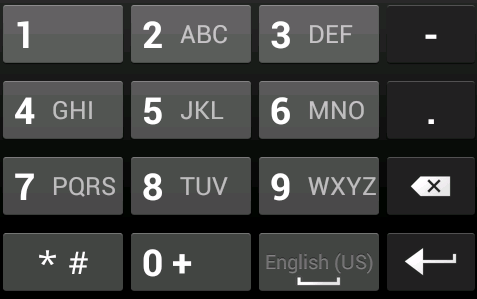 1 2 ABC 3 DEF -
4 GHI 5 JKL 6 MNO .
7 PQRS 8 TUV 9 WXYZ
* # 0 + English (US)